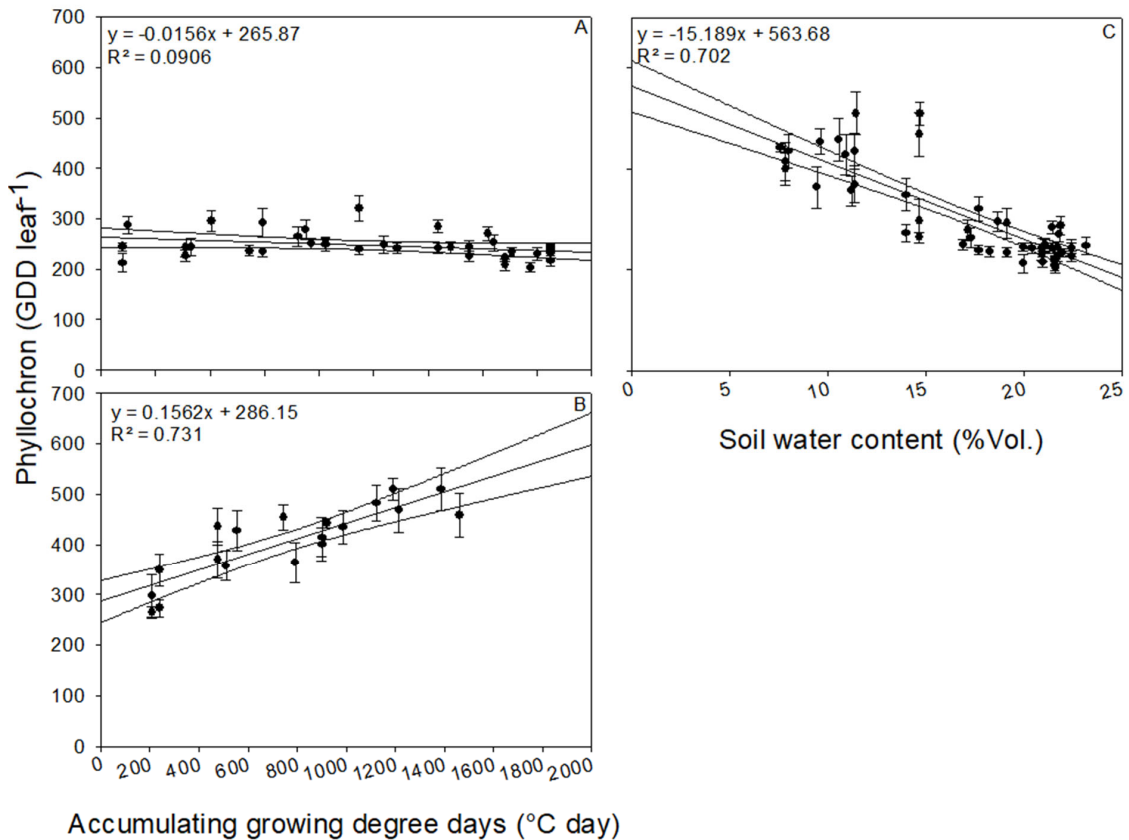 Phyllochron (GDD leaf⁻¹)
700
600
500
400
300
200
100
0
y = -0.0156x + 265.87
R² = 0.0906
A
700
600
500
400
300
200
100
0
y = 0.1562x + 286.15
R² = 0.731
B
0 200 400 600 800 1000 1200 1400 1600 1800 2000
Accumulating growing degree days (°C day)
y = -15.189x + 563.68
R² = 0.702
C
0 5 10 15 20 25
Soil water content (%Vol.)